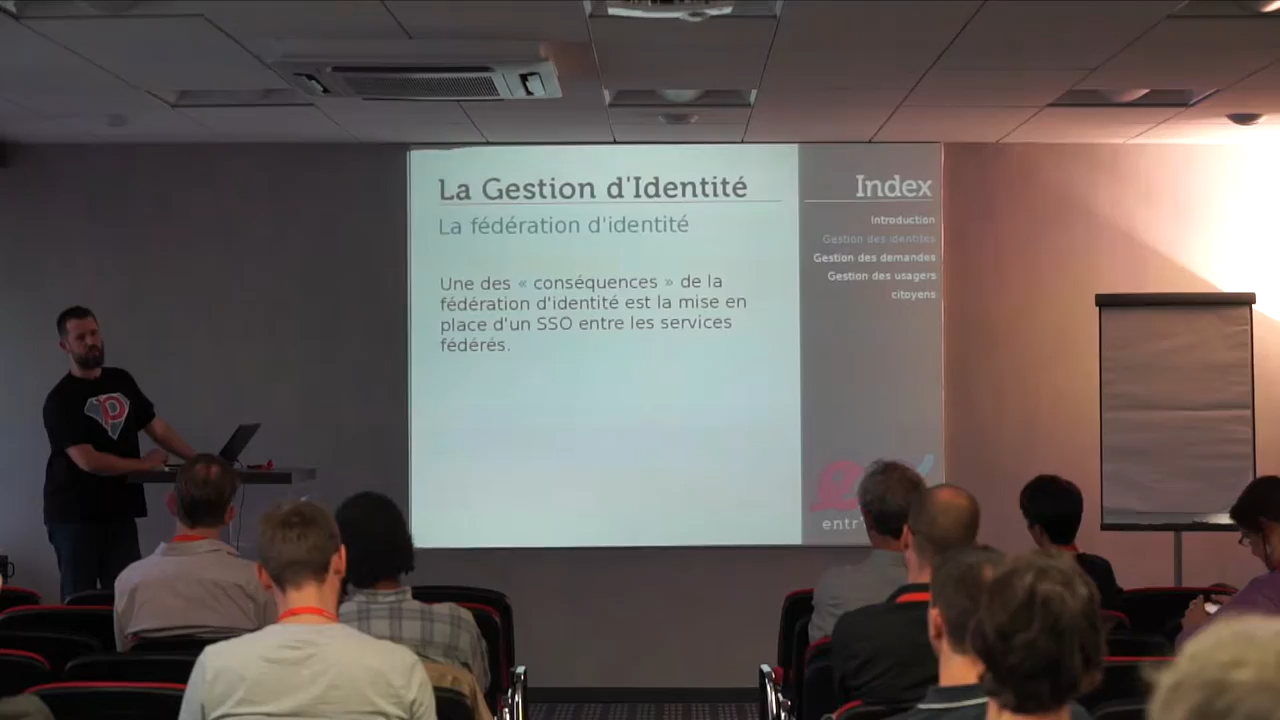 La Gestion d'Identité
La fédération d'identité
Une des « conséquences » de la
fédération d'identité est la mise en
place d'un SSO entre les services
fédérés.
Index
Introduction
Gestion des identités
Gestion des demandes
Gestion des usagers
citoyens
entr'